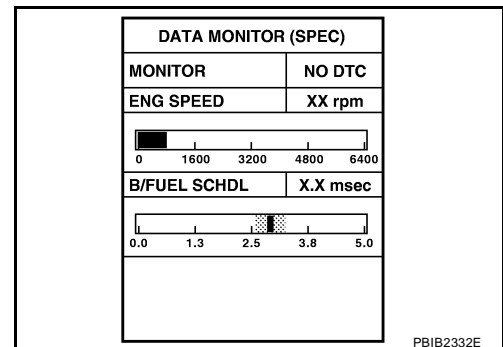 DATA MONITOR (SPEC)
MONITOR NO DTC
ENG SPEED XX rpm
0 1600 3200 4800 6400
B/FUEL SCHDL X.X msec
0.0 1.3 2.5 3.8 5.0
PBIB2332E